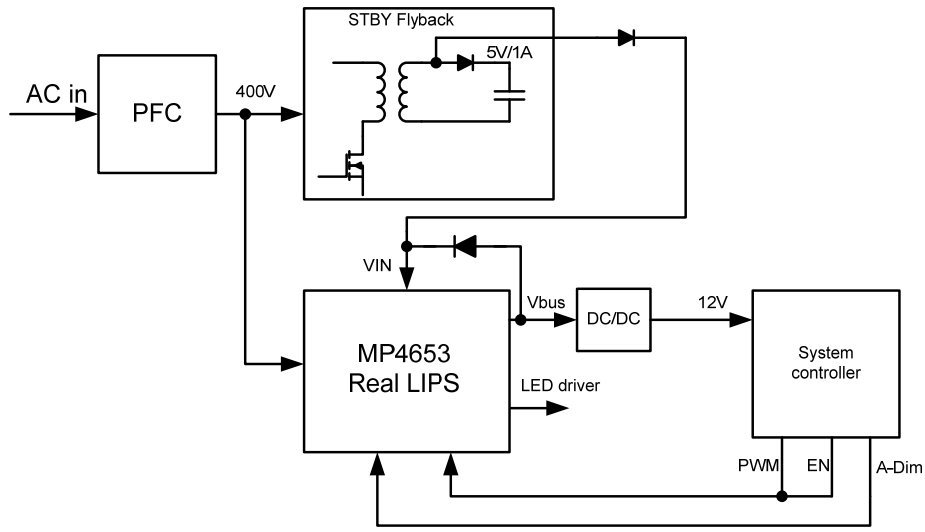 STBY Flyback
5V/1A
AC in
PFC
400V
VIN
Vbus
DC/DC
12V
MP4653
Real LIPS
System
controller
LED driver
PWM
EN
A-Dim